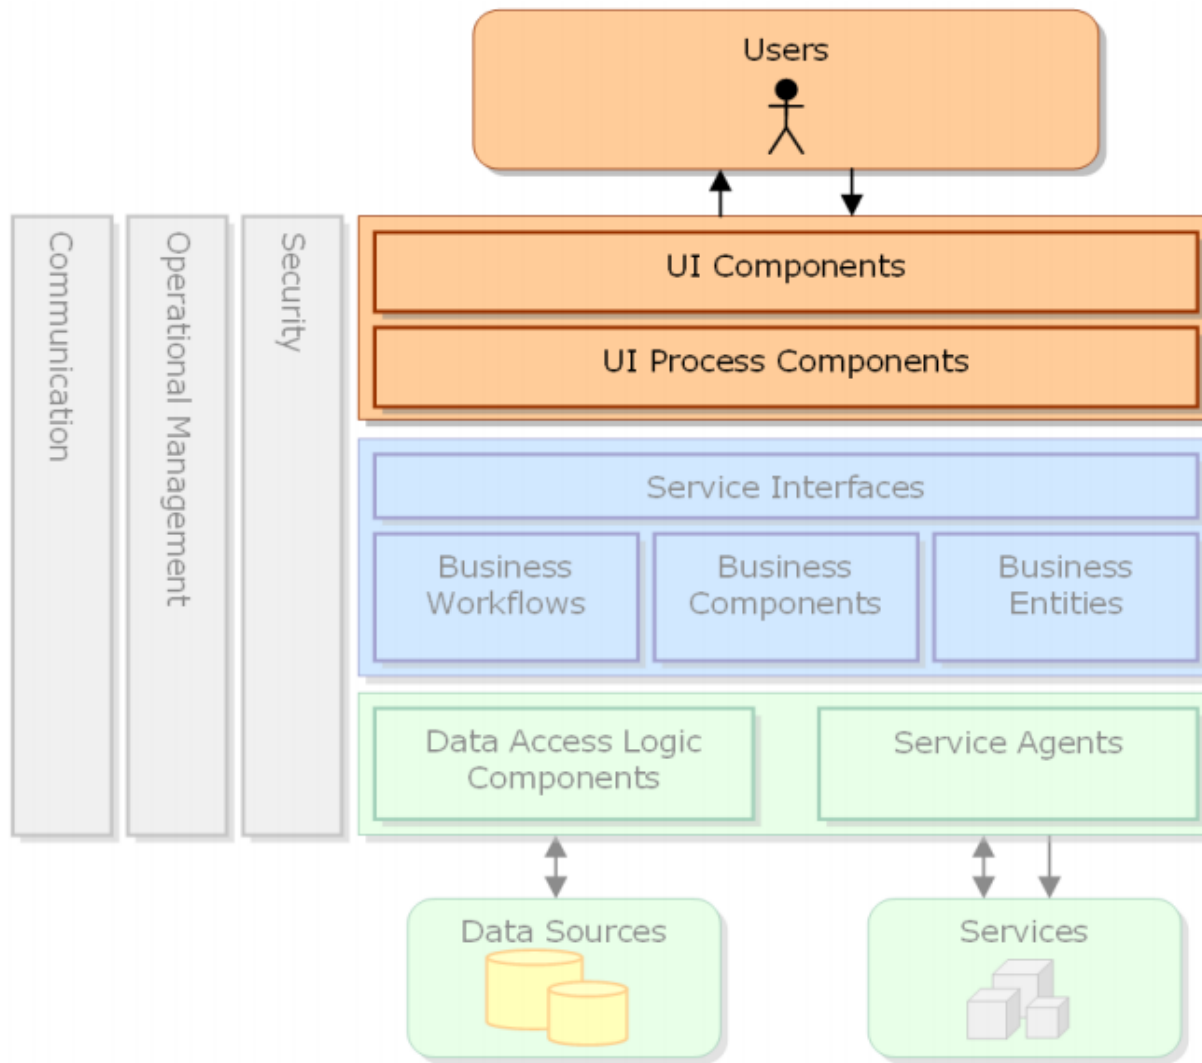 Users
Communication
Operational Management
Security
UI Components
UI Process Components
Service Interfaces
Business
Workflows
Business
Components
Business
Entities
Data Access Logic
Components
Service Agents
Data Sources
Services